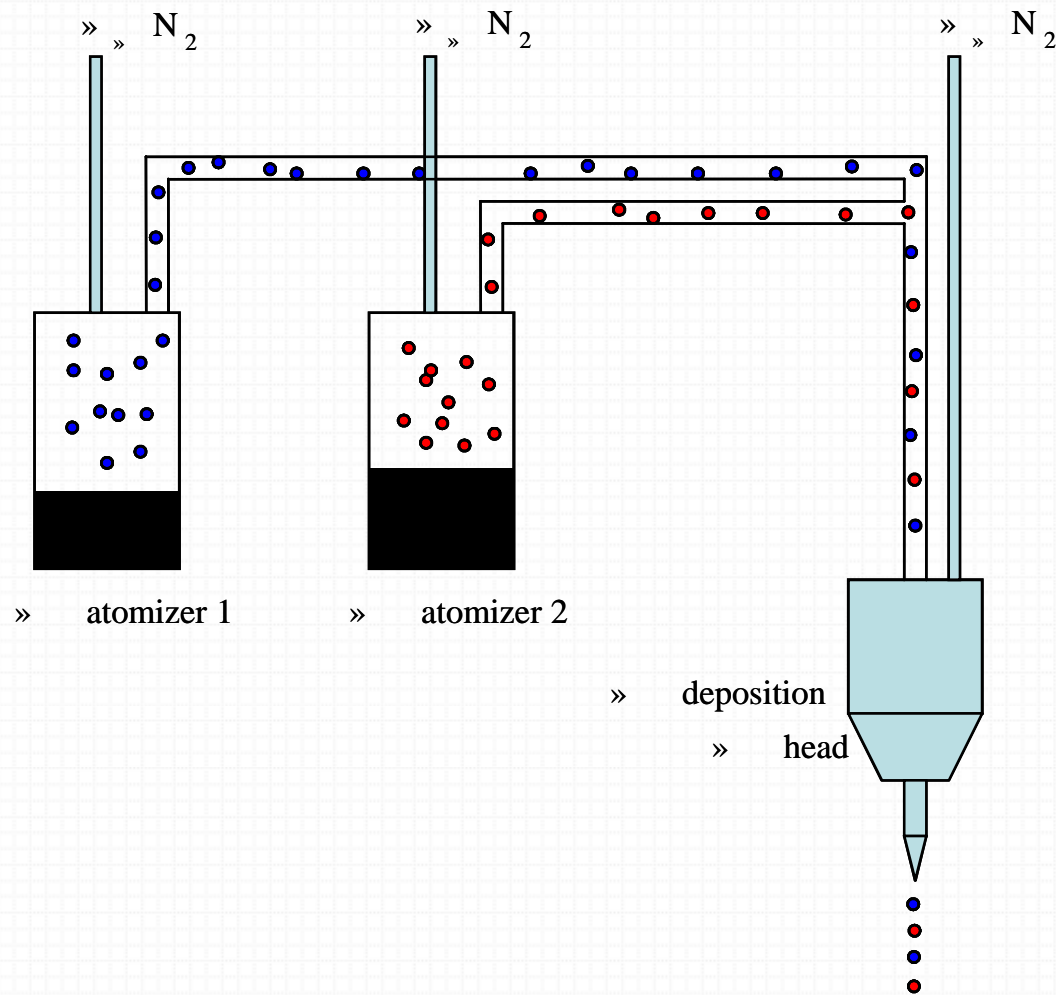 » » N2 » » N2 » » N2
» atomizer 1 » atomizer 2
» deposition
» head